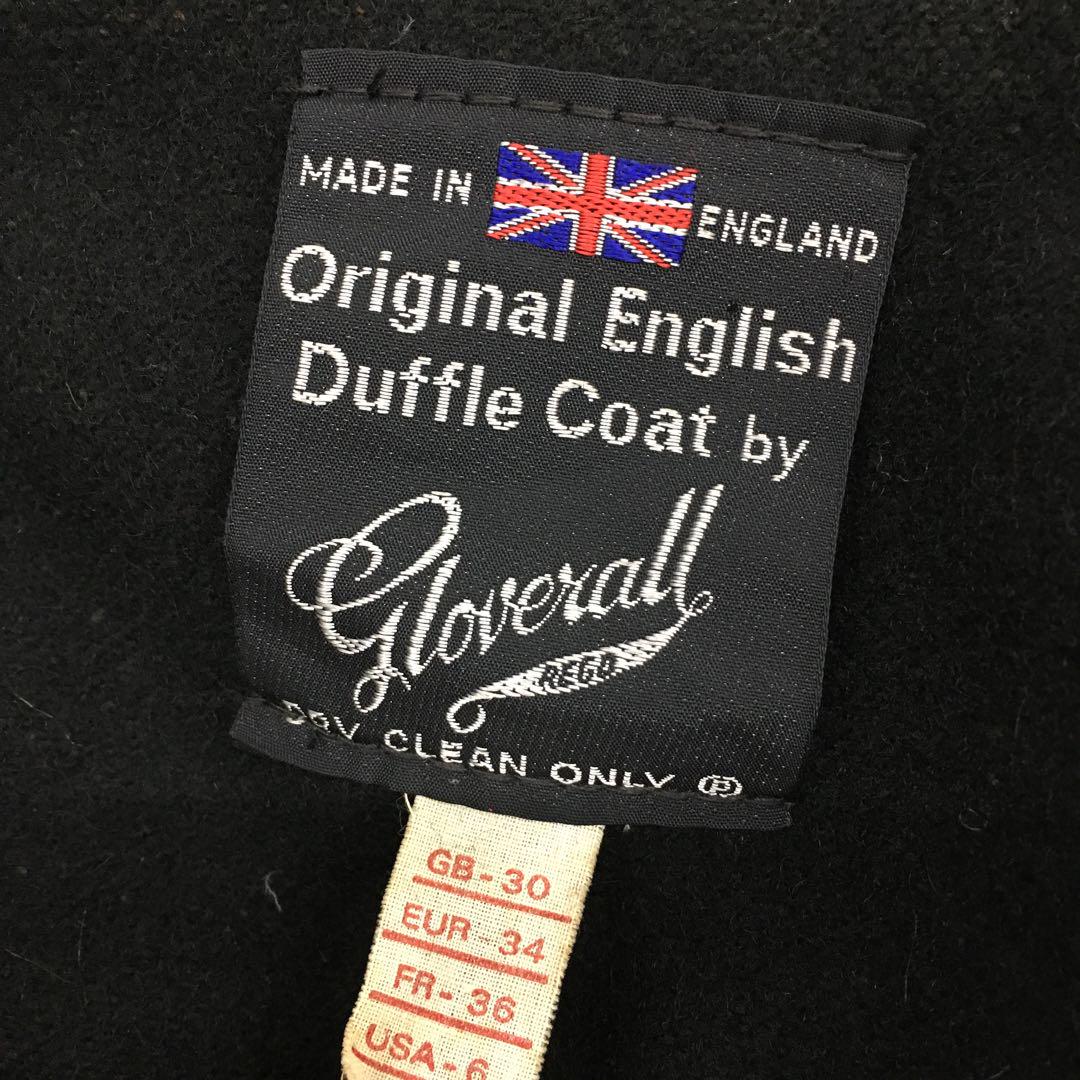 MADE IN ENGLAND
Original English
Duffle Coat by
Gloverall
REGD
DRY CLEAN ONLY Ⓟ
GB-30
EUR-34
FR-36
USA-6